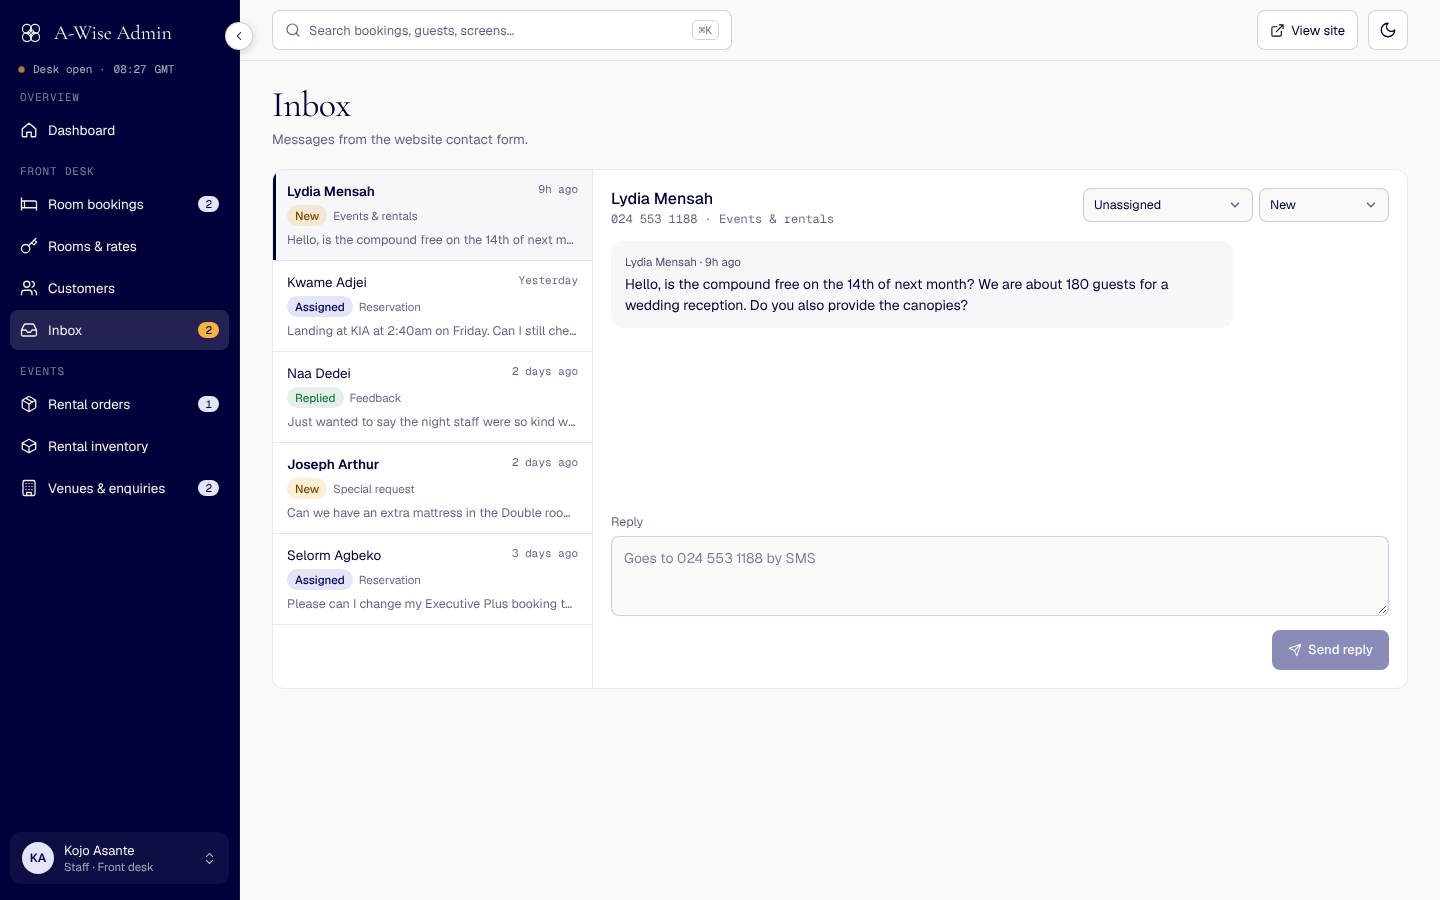 A-Wise Admin
Desk open · 08:27 GMT
OVERVIEW
Dashboard
FRONT DESK
Room bookings 2
Rooms & rates
Customers
Inbox 2
EVENTS
Rental orders 1
Rental inventory
Venues & enquiries 2
KA
Kojo Asante
Staff · Front desk
Search bookings, guests, screens... ⌘K
View site
Inbox
Messages from the website contact form.
Lydia Mensah 9h ago
New Events & rentals
Hello, is the compound free on the 14th of next m...
Kwame Adjei Yesterday
Assigned Reservation
Landing at KIA at 2:40am on Friday. Can I still che...
Naa Dedei 2 days ago
Replied Feedback
Just wanted to say the night staff were so kind w...
Joseph Arthur 2 days ago
New Special request
Can we have an extra mattress in the Double roo...
Selorm Agbeko 3 days ago
Assigned Reservation
Please can I change my Executive Plus booking t...
Lydia Mensah
024 553 1188 · Events & rentals
Unassigned
New
Lydia Mensah · 9h ago
Hello, is the compound free on the 14th of next month? We are about 180 guests for a
wedding reception. Do you also provide the canopies?
Reply
Goes to 024 553 1188 by SMS
Send reply